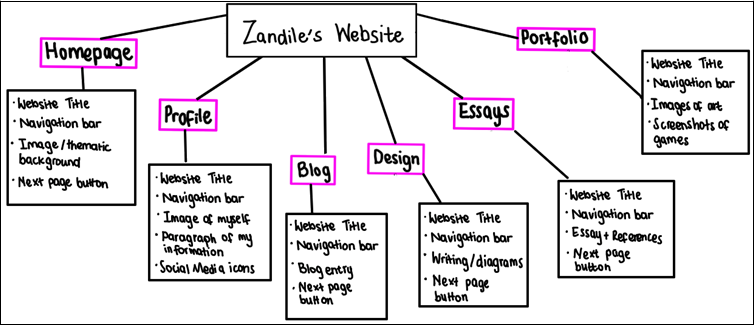 Zandile's Website
Homepage
• Website Title
• Navigation bar
• Image/thematic
background
• Next page button
Profile
• Website Title
• Navigation bar
• Image of myself
• Paragraph of my
information
• Social Media icons
Blog
• Website Title
• Navigation bar
• Blog entry
• Next page
button
Design
• Website Title
• Navigation bar
• Writing/diagrams
• Next page
button
Essays
• Website Title
• Navigation bar
• Essay + References
• Next page
button
Portfolio
• Website Title
• Navigation bar
• Images of art
• Screenshots of
games